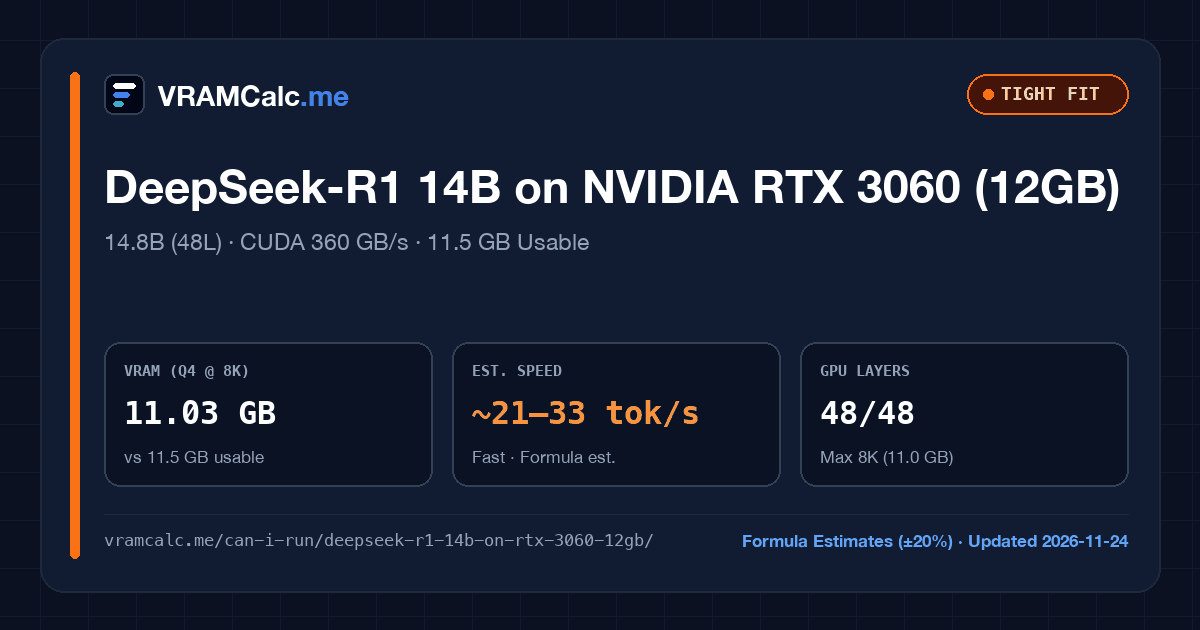 VRAMCalc.me
TIGHT FIT
DeepSeek-R1 14B on NVIDIA RTX 3060 (12GB)
14.8B (48L) · CUDA 360 GB/s · 11.5 GB Usable
VRAM (Q4 @ 8K)
11.03 GB
vs 11.5 GB usable
EST. SPEED
~21–33 tok/s
Fast · Formula est.
GPU LAYERS
48/48
Max 8K (11.0 GB)
vramcalc.me/can-i-run/deepseek-r1-14b-on-rtx-3060-12gb/
Formula Estimates (±20%) · Updated 2026-11-24